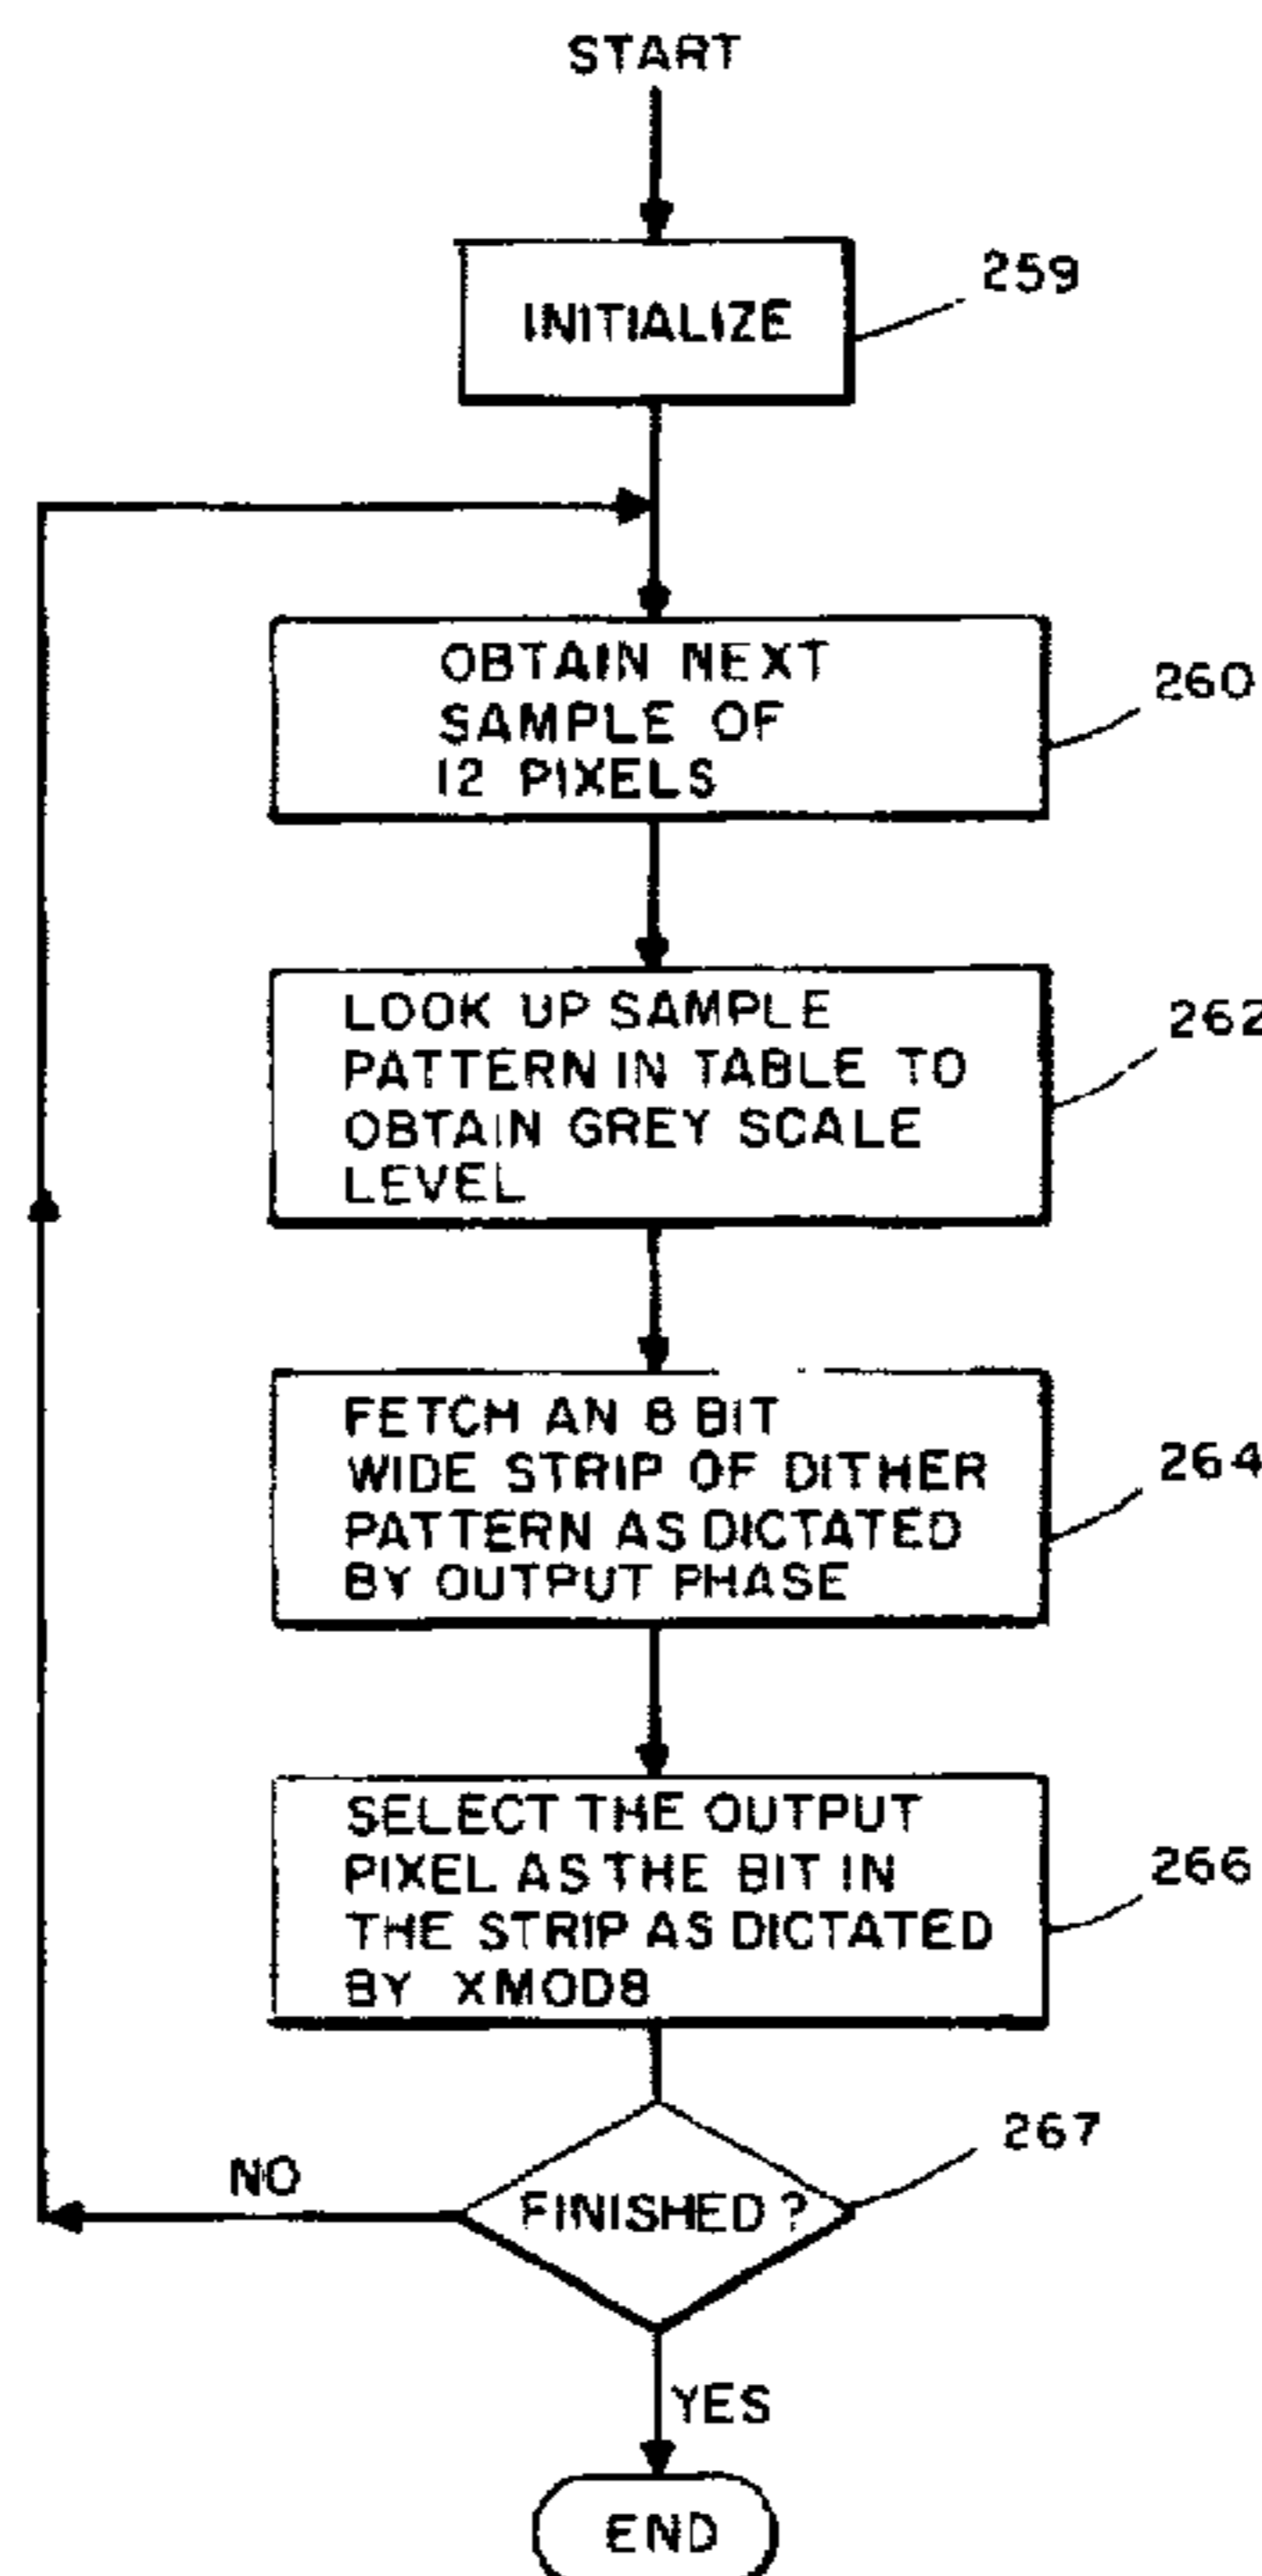 START
INITIALIZE
259
OBTAIN NEXT
SAMPLE OF
12 PIXELS
260
LOOK UP SAMPLE
PATTERN IN TABLE TO
OBTAIN GREY SCALE
LEVEL
262
FETCH AN 8 BIT
WIDE STRIP OF DITHER
PATTERN AS DICTATED
BY OUTPUT PHASE
264
SELECT THE OUTPUT
PIXEL AS THE BIT IN
THE STRIP AS DICTATED
BY XMOD8
266
FINISHED ?
267
NO
YES
END